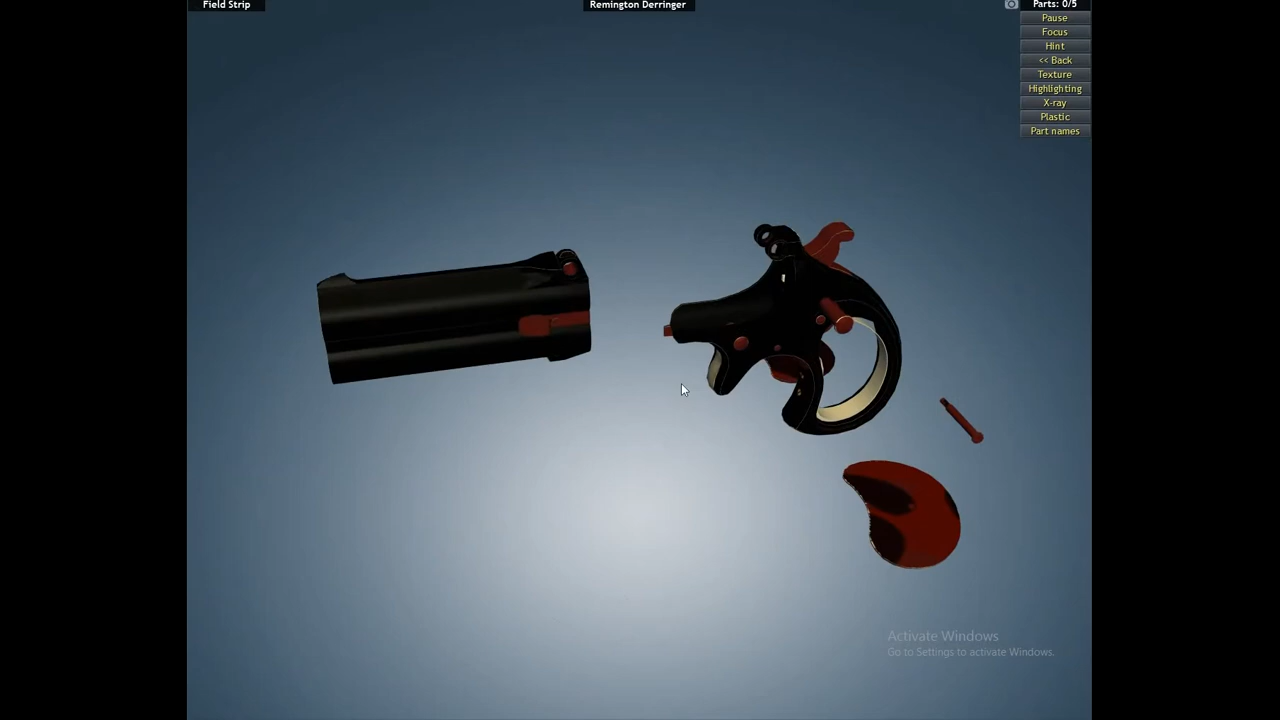 Field Strip
Remington Derringer
Parts: 0/5
Pause
Focus
Hint
<< Back
Texture
Highlighting
X-ray
Plastic
Part names
Activate Windows
Go to Settings to activate Windows.